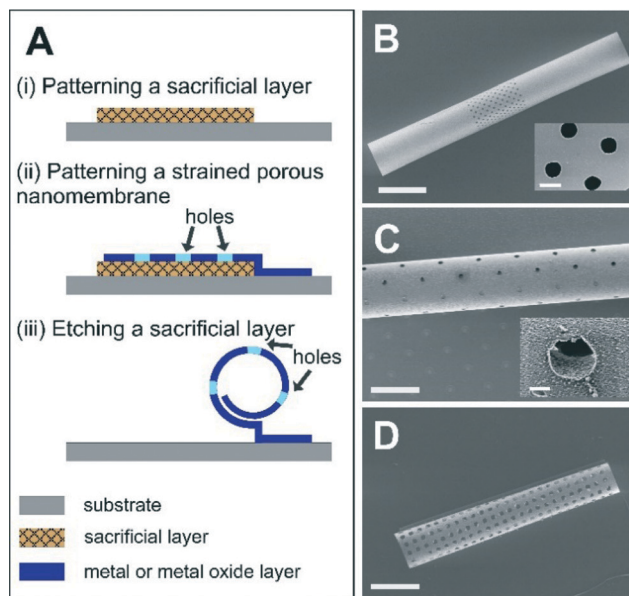 A
(i) Patterning a sacrificial layer
(ii) Patterning a strained porous
nanomembrane
holes
(iii) Etching a sacrificial layer
holes
substrate
sacrificial layer
metal or metal oxide layer
B
C
D